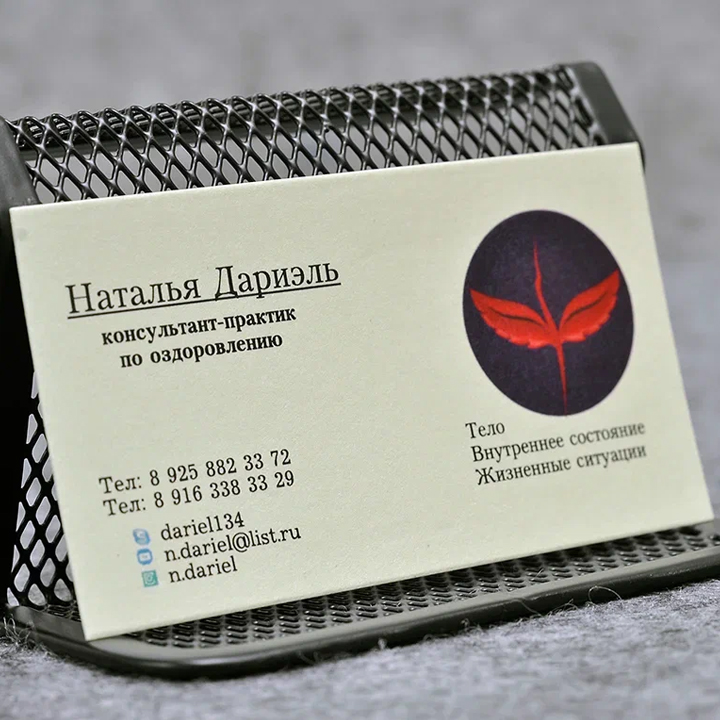 Наталья Дариэль
консультант-практик
по оздоровлению
Тел: 8 925 882 33 72
Тел: 8 916 338 33 29
dariel134
n.dariel@list.ru
n.dariel
Тело
Внутреннее состояние
Жизненные ситуации